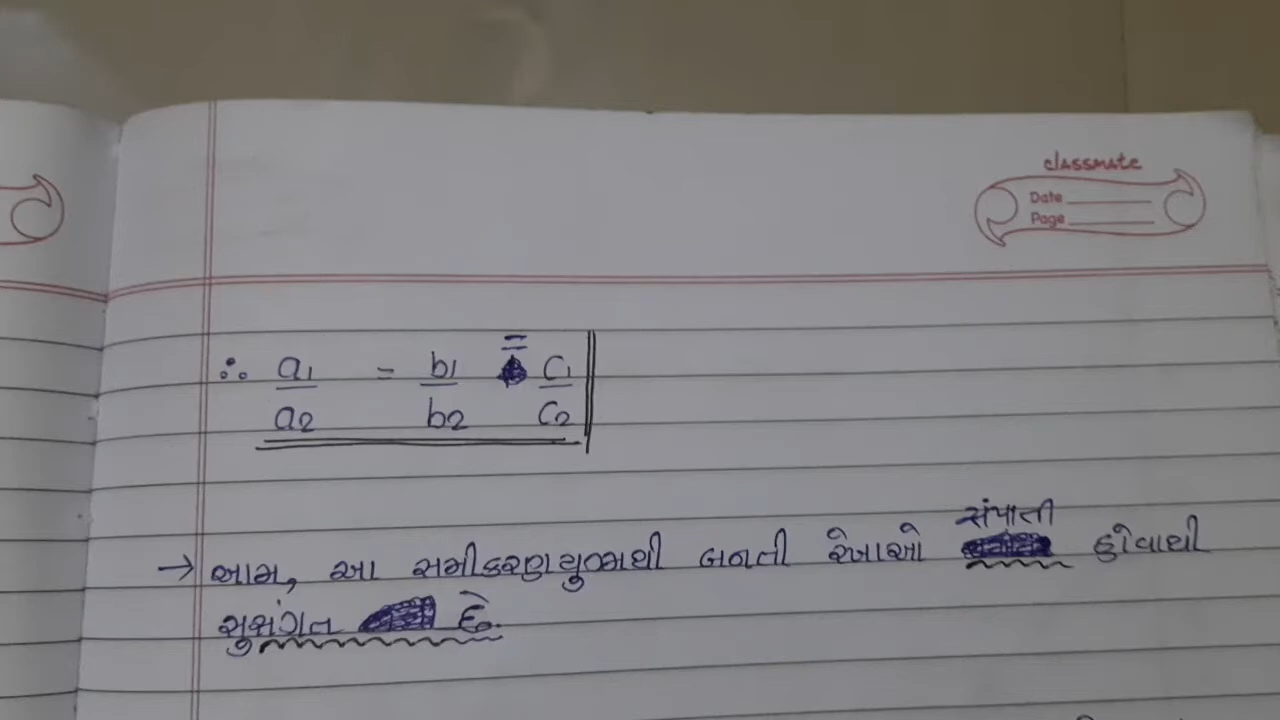 classmate
Date
Page
∴ a1/a2 = b1/b2 = c1/c2
→ આમ, આ સમીકરણયુગ્મથી બનતી રેખાઓ સંપાતી હોવાથી
સુસંગત છે.